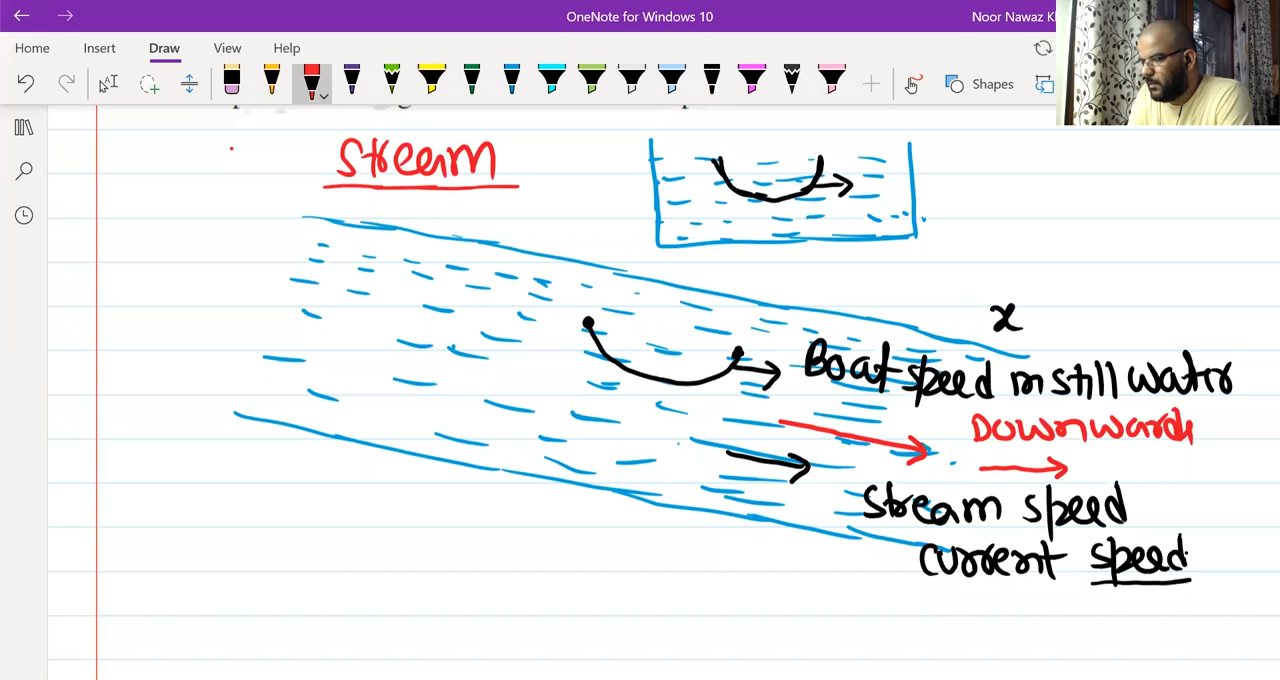 OneNote for Windows 10
Noor Nawaz K
Home Insert Draw View Help
Shapes
Stream
x
Boat speed in still water
Downwards
Stream speed
current speed